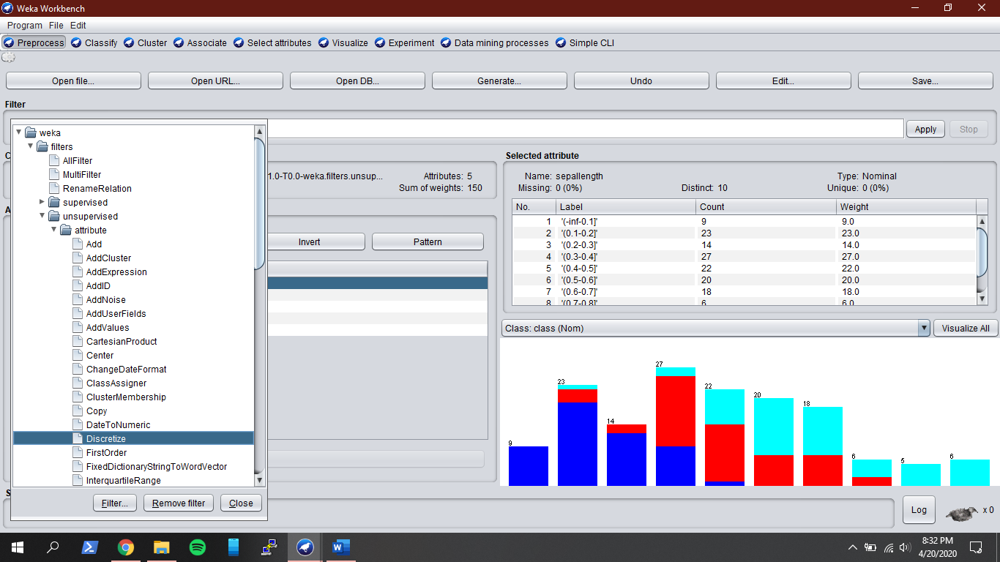 Weka Workbench
Program File Edit
Preprocess Classify Cluster Associate Select attributes Visualize Experiment Data mining processes Simple CLI
Open file... Open URL... Open DB... Generate... Undo Edit... Save...
Filter
Apply Stop
weka
filters
AllFilter
MultiFilter
RenameRelation
supervised
unsupervised
attribute
Add
AddCluster
AddExpression
AddID
AddNoise
AddUserFields
AddValues
CartesianProduct
Center
ChangeDateFormat
ClassAssigner
ClusterMembership
Copy
DateToNumeric
Discretize
FirstOrder
FixedDictionaryStringToWordVector
InterquartileRange
Filter... Remove filter Close
1.0-T0.0-weka.filters.unsup... Attributes: 5
Sum of weights: 150
Invert Pattern
Selected attribute
Name: sepallength Type: Nominal
Missing: 0 (0%) Distinct: 10 Unique: 0 (0%)
No. Label Count Weight
1 '(-inf-0.1]' 9 9.0
2 '(0.1-0.2]' 23 23.0
3 '(0.2-0.3]' 14 14.0
4 '(0.3-0.4]' 27 27.0
5 '(0.4-0.5]' 22 22.0
6 '(0.5-0.6]' 20 20.0
7 '(0.6-0.7]' 18 18.0
8 '(0.7-0.8]' 6 6.0
Class: class (Nom) Visualize All
9 23 14 27 22 20 18 6 5 6
Log x 0
8:32 PM
4/20/2020